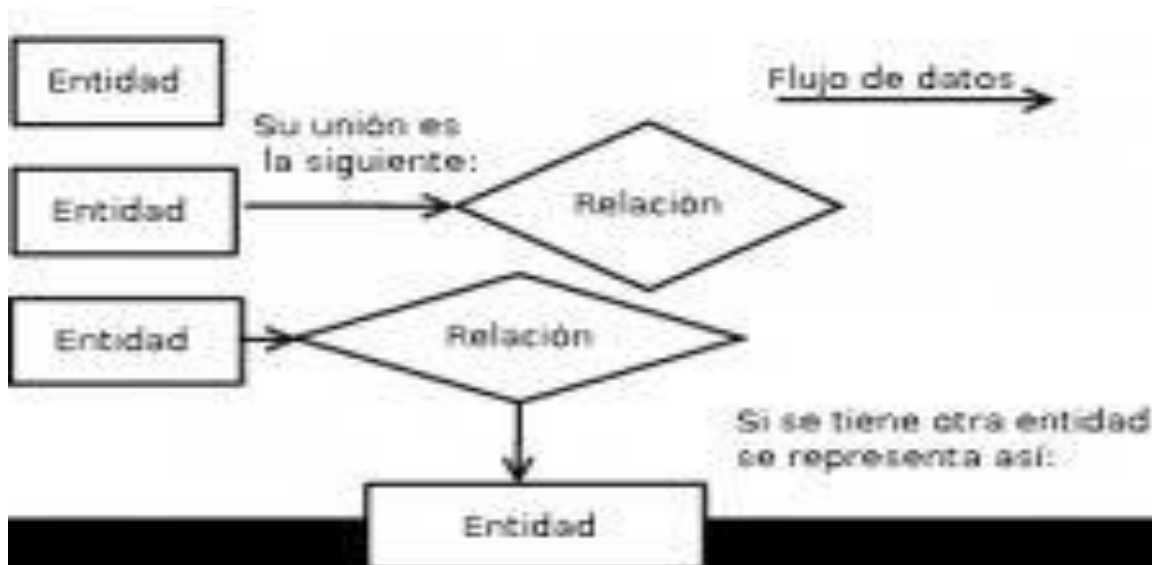 Entidad
Flujo de datos
Su unión es
la siguiente:
Entidad
Relación
Entidad
Relación
Si se tiene otra entidad
se representa así:
Entidad